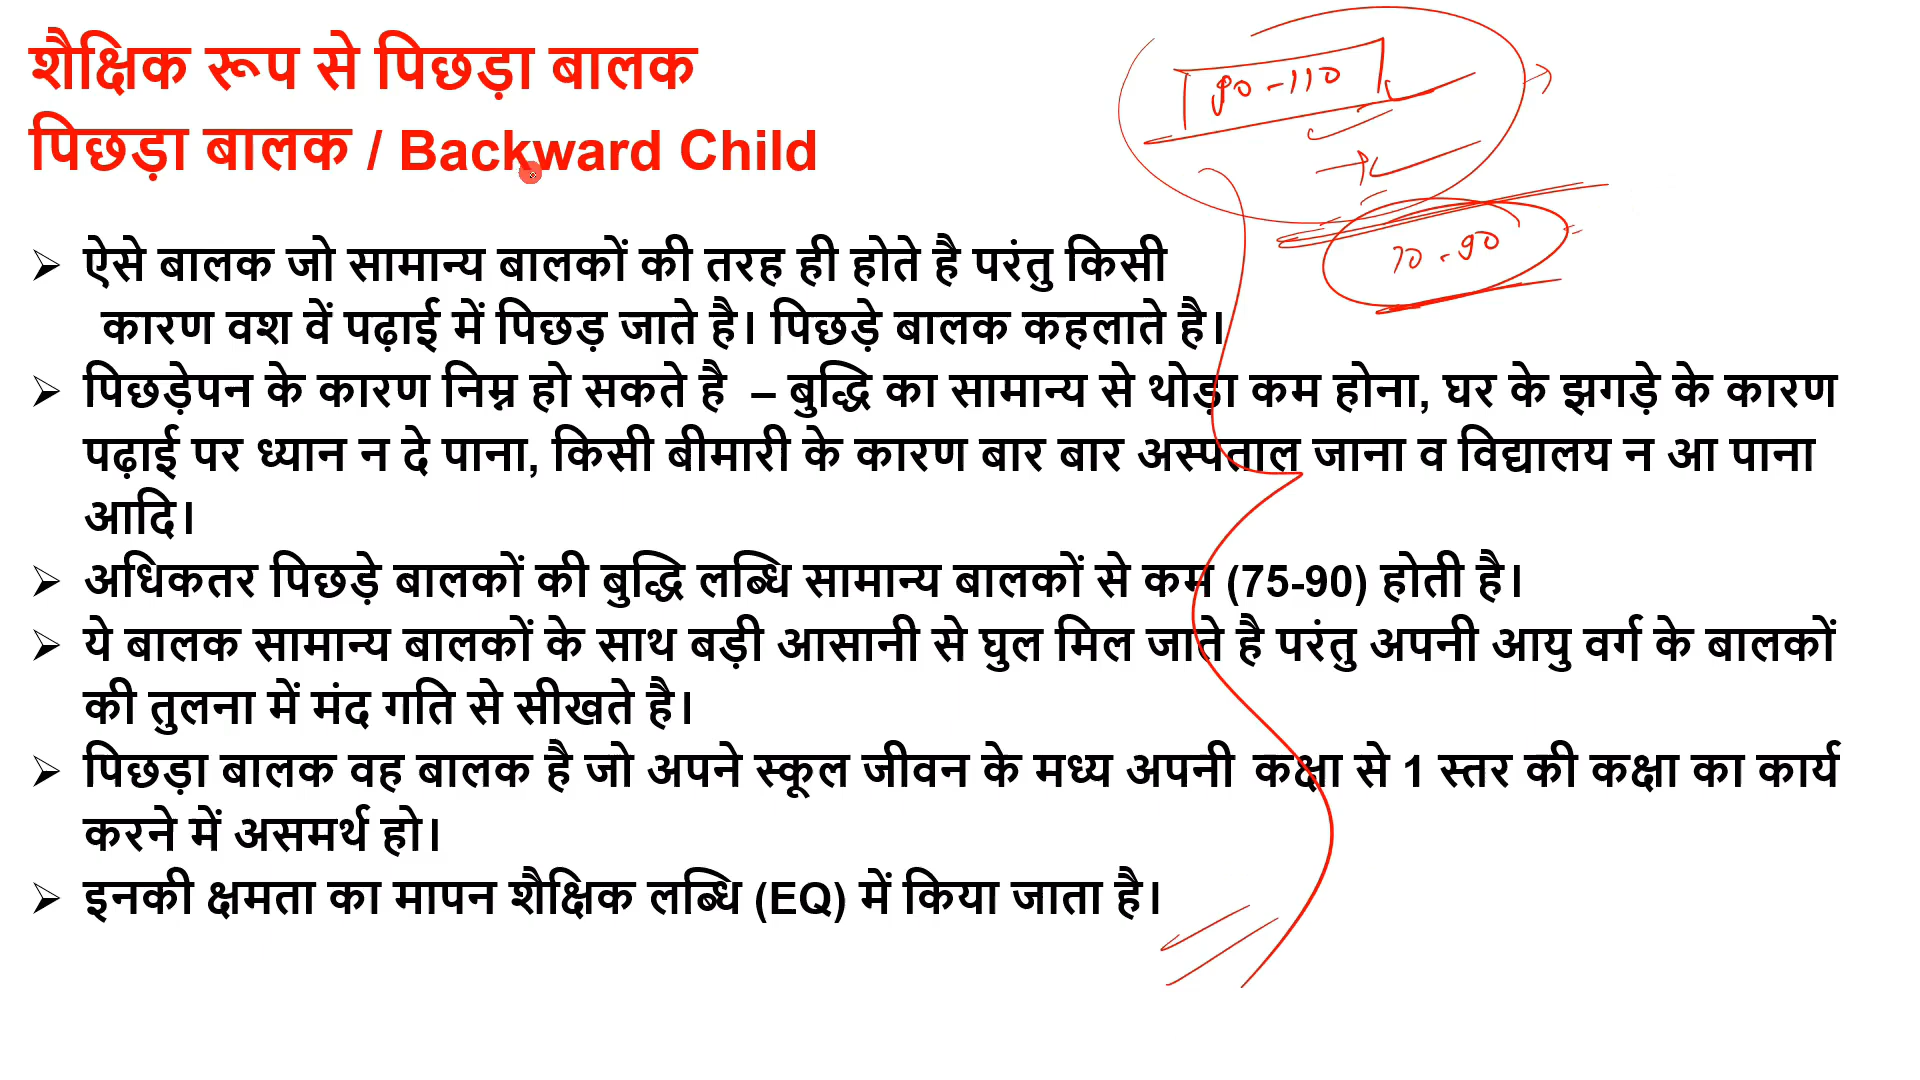 शैक्षिक रूप से पिछड़ा बालक
पिछड़ा बालक / Backward Child
90-110
70-90
➢ ऐसे बालक जो सामान्य बालकों की तरह ही होते है परंतु किसी
कारण वश वें पढ़ाई में पिछड़ जाते है। पिछड़े बालक कहलाते है।
➢ पिछड़ेपन के कारण निम्न हो सकते है – बुद्धि का सामान्य से थोड़ा कम होना, घर के झगड़े के कारण
पढ़ाई पर ध्यान न दे पाना, किसी बीमारी के कारण बार बार अस्पताल जाना व विद्यालय न आ पाना
आदि।
➢ अधिकतर पिछड़े बालकों की बुद्धि लब्धि सामान्य बालकों से कम (75-90) होती है।
➢ ये बालक सामान्य बालकों के साथ बड़ी आसानी से घुल मिल जाते है परंतु अपनी आयु वर्ग के बालकों
की तुलना में मंद गति से सीखते है।
➢ पिछड़ा बालक वह बालक है जो अपने स्कूल जीवन के मध्य अपनी कक्षा से 1 स्तर की कक्षा का कार्य
करने में असमर्थ हो।
➢ इनकी क्षमता का मापन शैक्षिक लब्धि (EQ) में किया जाता है।